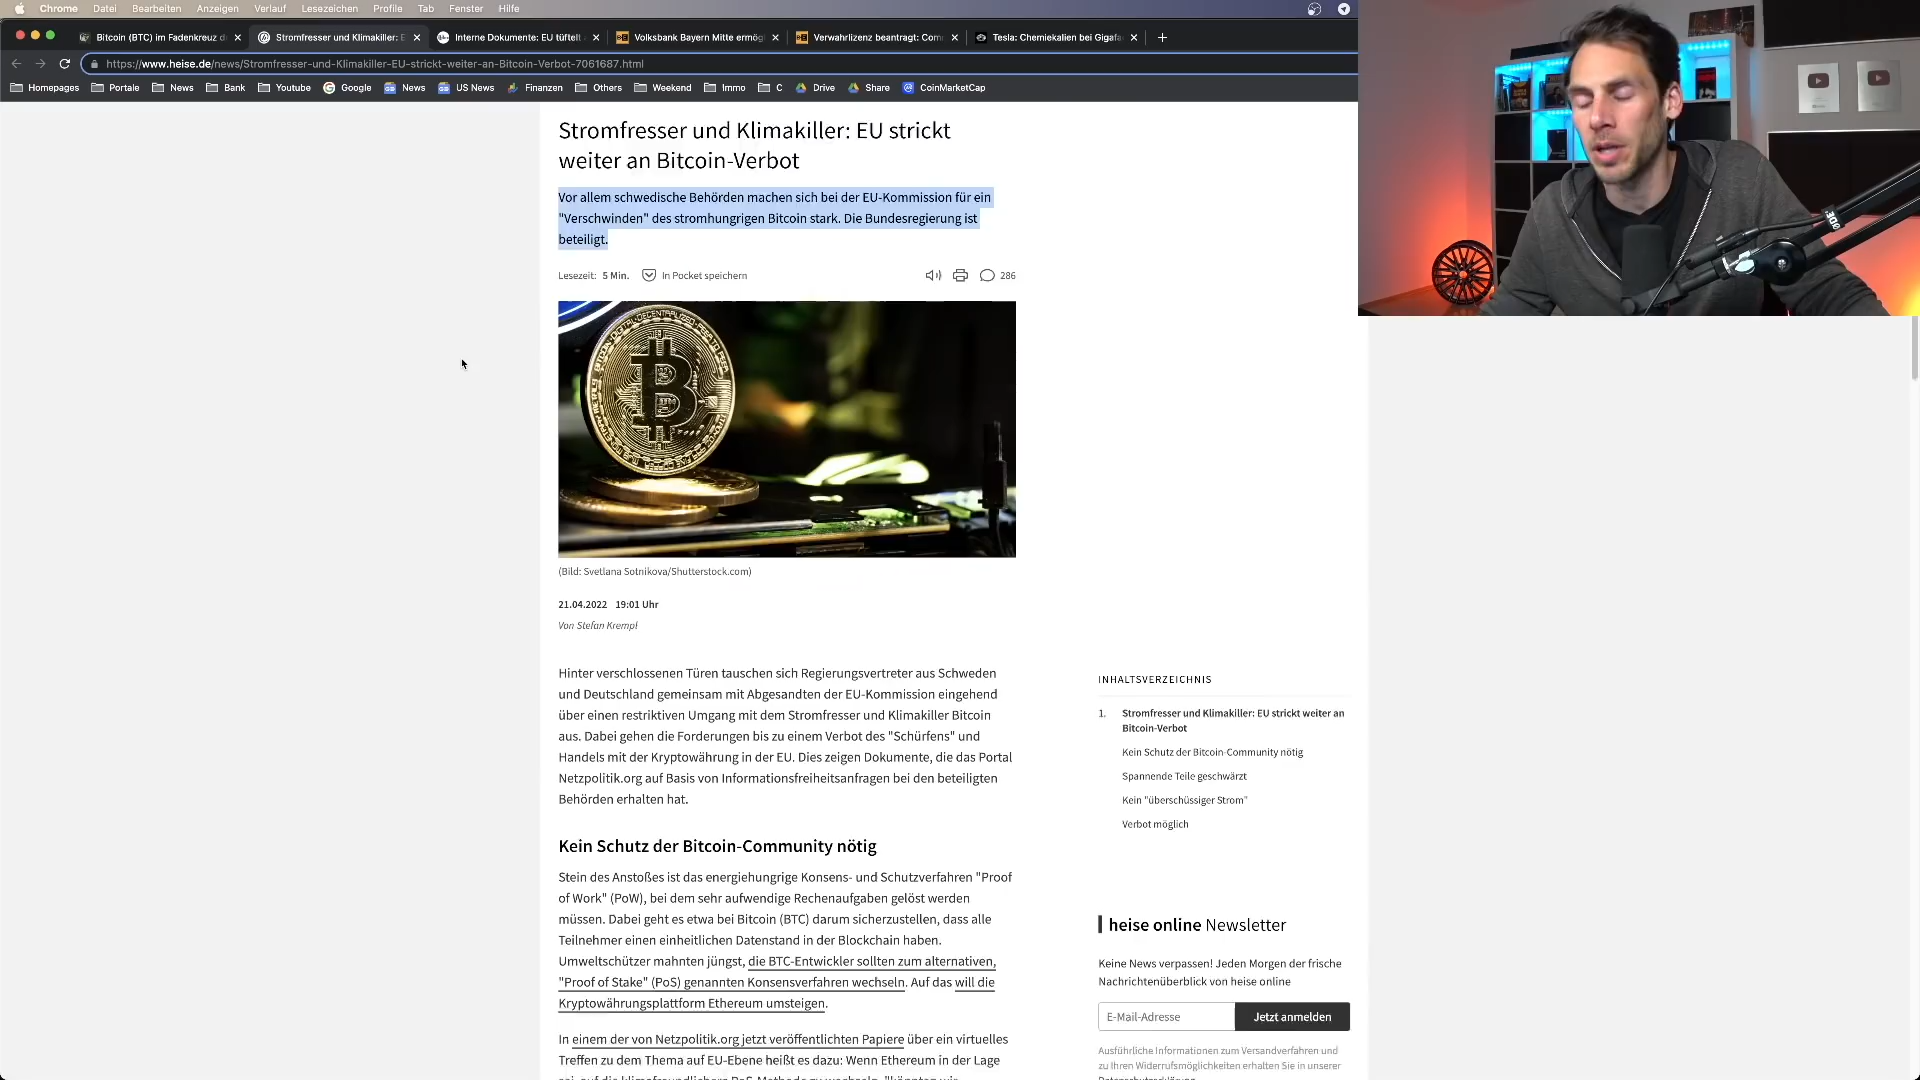 Chrome Datei Bearbeiten Anzeigen Verlauf Lesezeichen Profile Tab Fenster Hilfe
Bitcoin (BTC) im Fadenkreuz d
Stromfresser und Klimakiller: E
Interne Dokumente: EU tüftelt
Volksbank Bayern Mitte ermög
Verwahrlizenz beantragt: Com
Tesla: Chemiekalien bei Gigafa
https://www.heise.de/news/Stromfresser-und-Klimakiller-EU-strickt-weiter-an-Bitcoin-Verbot-7061687.html
Homepages Portale News Bank Youtube Google News US News Finanzen Others Weekend Immo C Drive Share CoinMarketCap
Stromfresser und Klimakiller: EU strickt
weiter an Bitcoin-Verbot
Vor allem schwedische Behörden machen sich bei der EU-Kommission für ein
"Verschwinden" des stromhungrigen Bitcoin stark. Die Bundesregierung ist
beteiligt.
Lesezeit: 5 Min. In Pocket speichern 286
(Bild: Svetlana Sotnikova/Shutterstock.com)
21.04.2022 19:01 Uhr
Von Stefan Krempl
Hinter verschlossenen Türen tauschen sich Regierungsvertreter aus Schweden
und Deutschland gemeinsam mit Abgesandten der EU-Kommission eingehend
über einen restriktiven Umgang mit dem Stromfresser und Klimakiller Bitcoin
aus. Dabei gehen die Forderungen bis zu einem Verbot des "Schürfens" und
Handels mit der Kryptowährung in der EU. Dies zeigen Dokumente, die das Portal
Netzpolitik.org auf Basis von Informationsfreiheitsanfragen bei den beteiligten
Behörden erhalten hat.
Kein Schutz der Bitcoin-Community nötig
Stein des Anstoßes ist das energiehungrige Konsens- und Schutzverfahren "Proof
of Work" (PoW), bei dem sehr aufwendige Rechenaufgaben gelöst werden
müssen. Dabei geht es etwa bei Bitcoin (BTC) darum sicherzustellen, dass alle
Teilnehmer einen einheitlichen Datenstand in der Blockchain haben.
Umweltschützer mahnten jüngst, die BTC-Entwickler sollten zum alternativen,
"Proof of Stake" (PoS) genannten Konsensverfahren wechseln. Auf das will die
Kryptowährungsplattform Ethereum umsteigen.
In einem der von Netzpolitik.org jetzt veröffentlichten Papiere über ein virtuelles
Treffen zu dem Thema auf EU-Ebene heißt es dazu: Wenn Ethereum in der Lage
sei, auf die klimafreundlichere PoS-Methode zu wechseln, "könnten wir
INHALTSVERZEICHNIS
1. Stromfresser und Klimakiller: EU strickt weiter an
Bitcoin-Verbot
Kein Schutz der Bitcoin-Community nötig
Spannende Teile geschwärzt
Kein "überschüssiger Strom"
Verbot möglich
heise online Newsletter
Keine News verpassen! Jeden Morgen der frische
Nachrichtenüberblick von heise online
E-Mail-Adresse Jetzt anmelden
Ausführliche Informationen zum Versandverfahren und
zu Ihren Widerrufsmöglichkeiten erhalten Sie in unserer
Datenschutzerklärung.